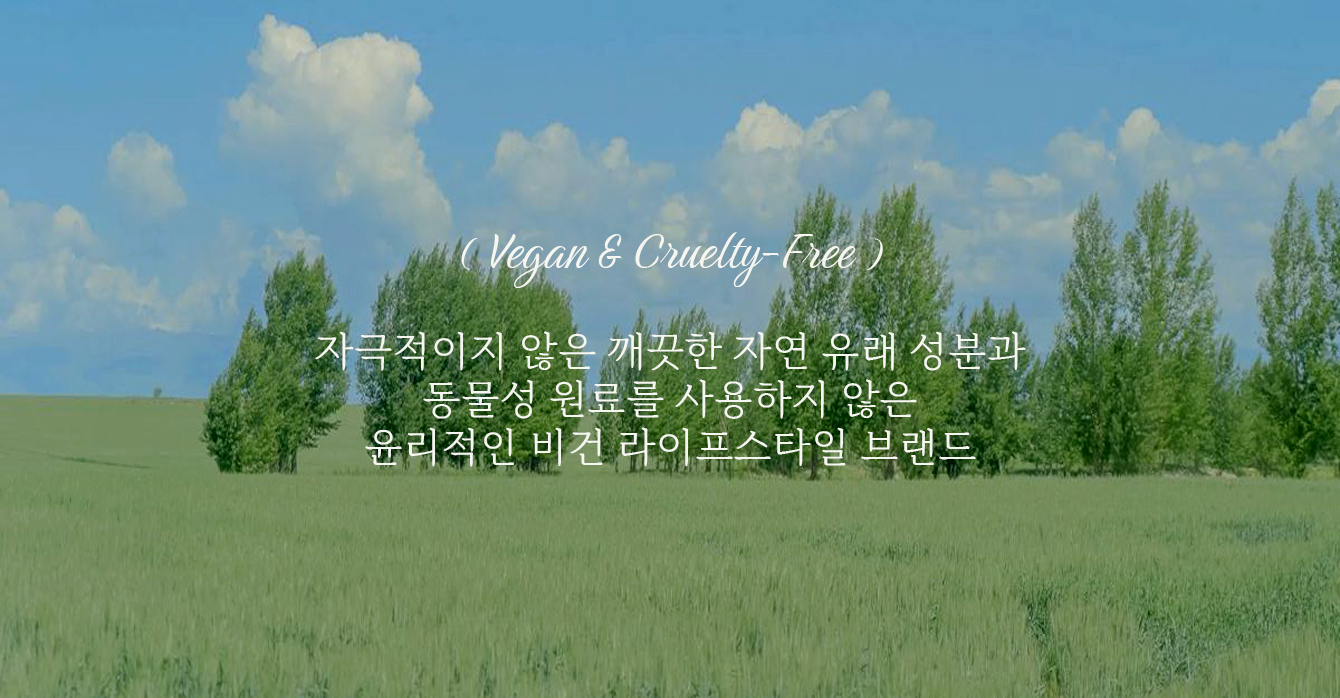 ( Vegan & Cruelty-Free )
자극적이지 않은 깨끗한 자연 유래 성분과
동물성 원료를 사용하지 않은
윤리적인 비건 라이프스타일 브랜드